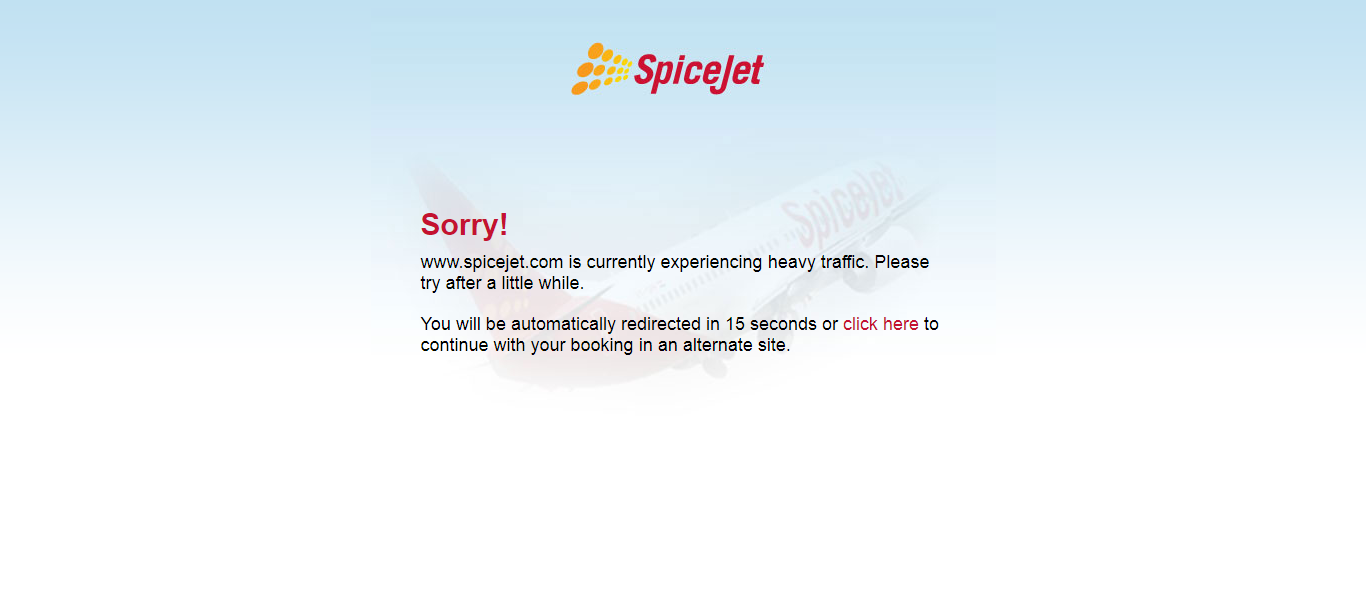 SpiceJet
SpiceJet
Sorry!
www.spicejet.com is currently experiencing heavy traffic. Please
try after a little while.
You will be automatically redirected in 15 seconds or click here to
continue with your booking in an alternate site.